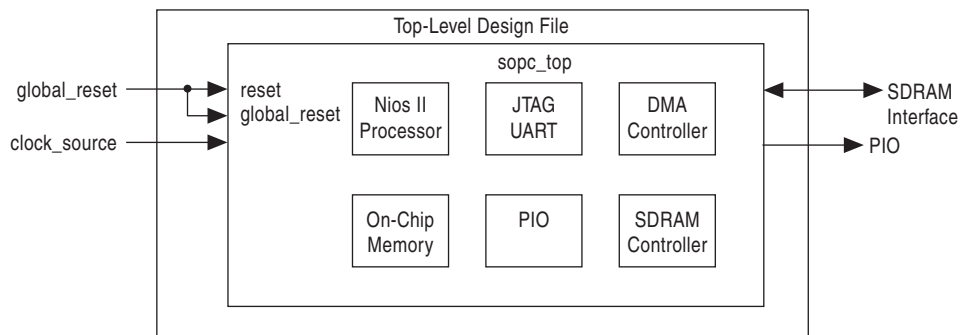 Top-Level Design File
sopc_top
global_reset
reset
global_reset
clock_source
Nios II
Processor
JTAG
UART
DMA
Controller
SDRAM
Interface
PIO
On-Chip
Memory
PIO
SDRAM
Controller